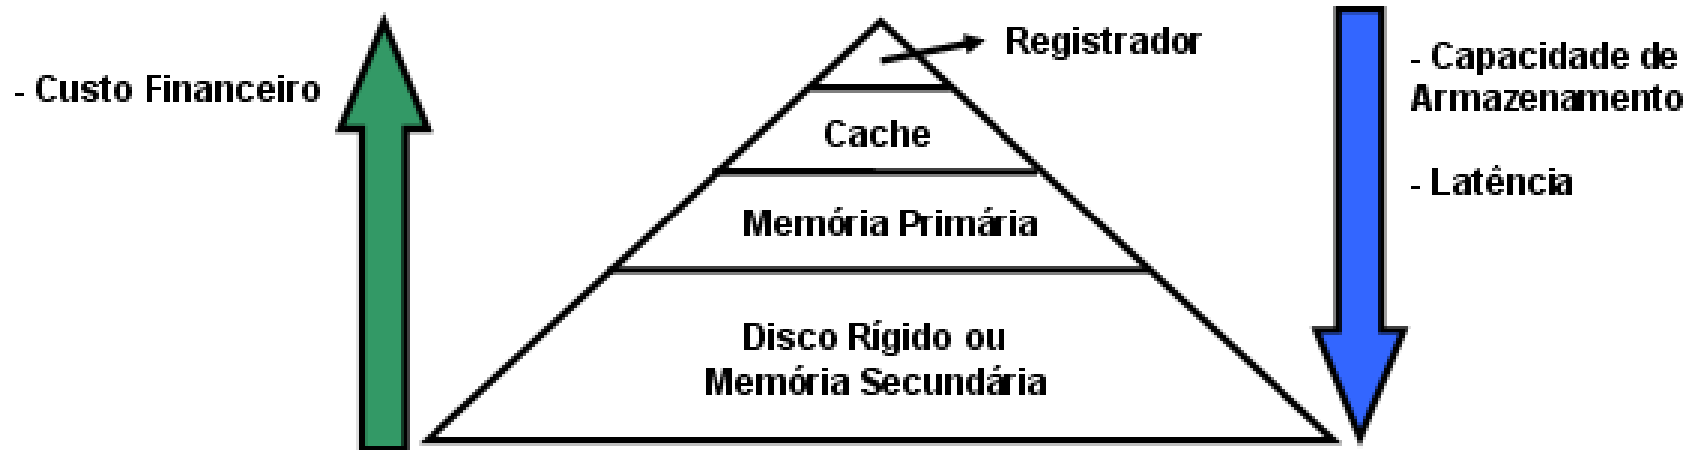 - Custo Financeiro
Registrador
Cache
Memória Primária
Disco Rígido ou
Memória Secundária
- Capacidade de
Armazenamento
- Latência